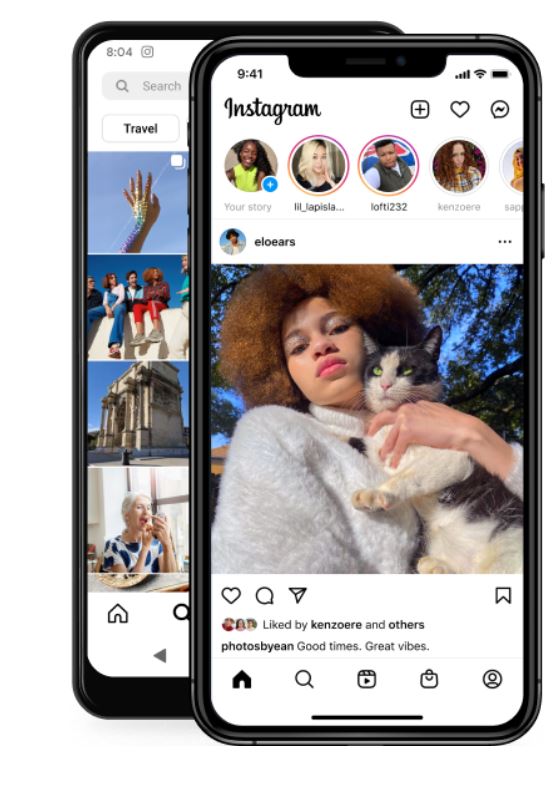 8:04
Search
Travel
9:41
Instagram
Your story
lil_lapisla...
lofti232
kenzoere
sapp
eloears
Liked by kenzoere and others
photosbyean Good times. Great vibes.